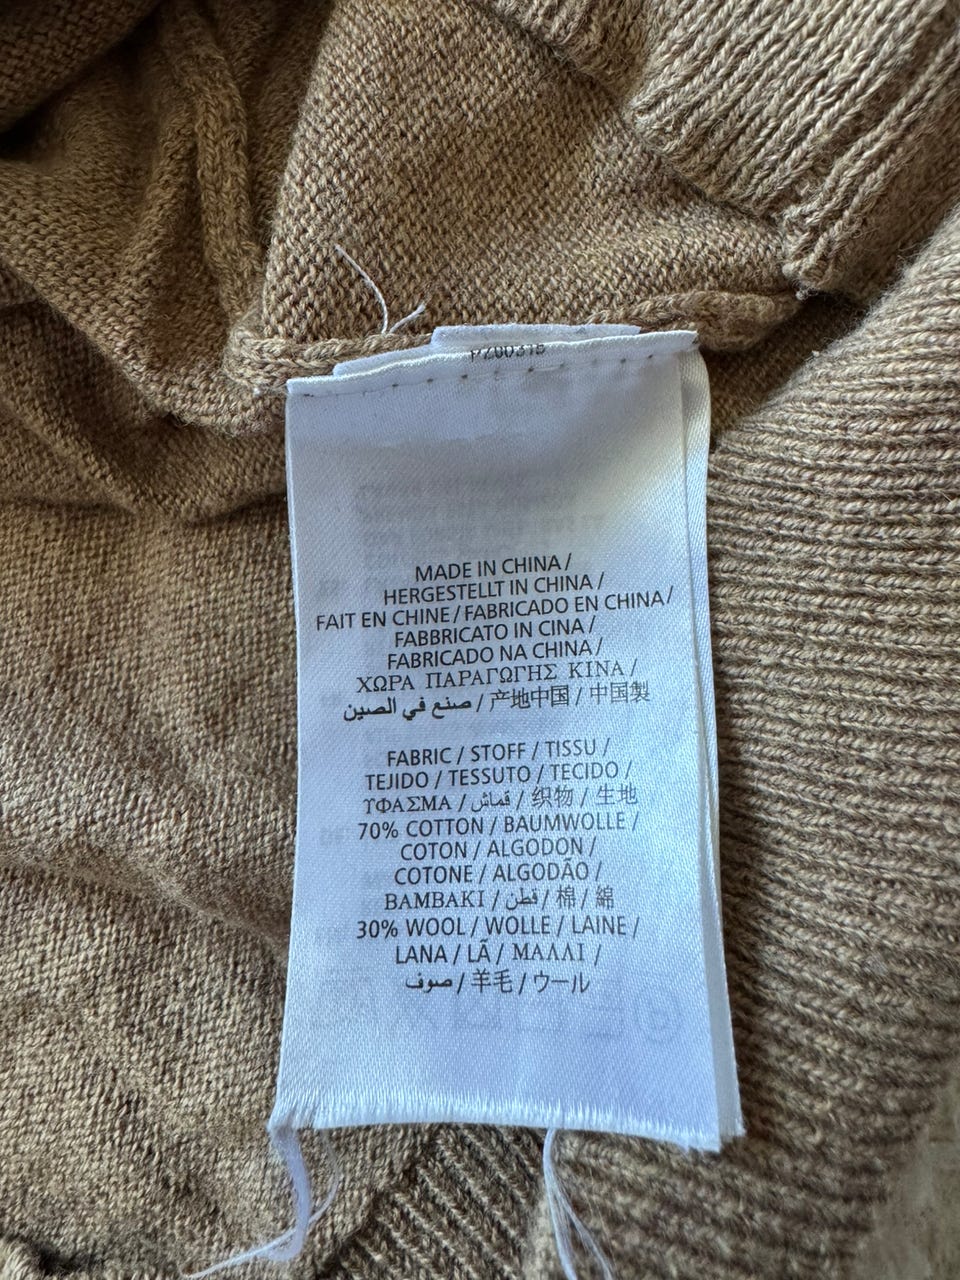 PZ00315
MADE IN CHINA /
HERGESTELLT IN CHINA /
FAIT EN CHINE / FABRICADO EN CHINA /
FABBRICATO IN CINA /
FABRICADO NA CHINA /
ΧΩΡΑ ΠΑΡΑΓΩΓΗΣ ΚΙΝΑ /
صنع في الصين / 产地中国 / 中国製
FABRIC / STOFF / TISSU /
TEJIDO / TESSUTO / TECIDO /
ΥΦΑΣΜΑ / قماش / 织物 / 生地
70% COTTON / BAUMWOLLE /
COTON / ALGODON /
COTONE / ALGODÃO /
ΒΑΜΒΑΚΙ / قطن / 棉 / 綿
30% WOOL / WOLLE / LAINE /
LANA / LÃ / ΜΑΛΛΙ /
صوف / 羊毛 / ウール